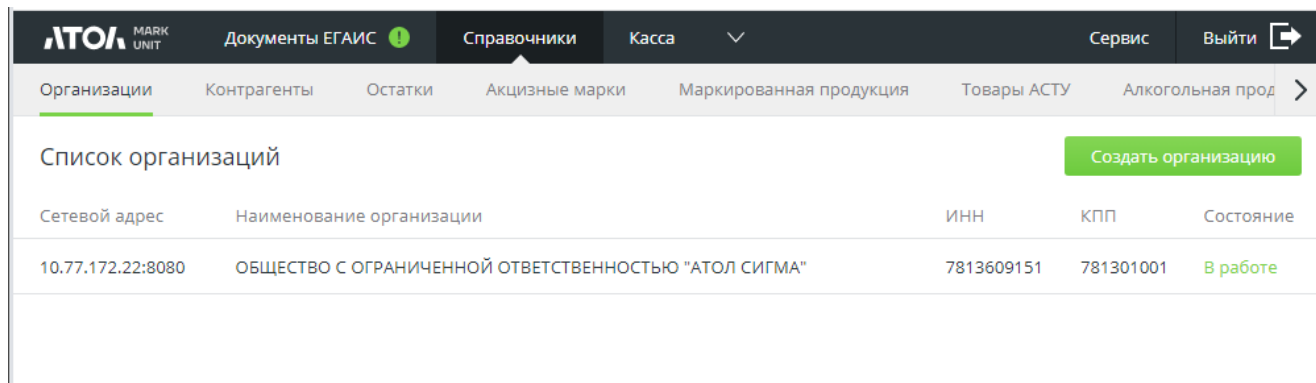 АТОЛ MARK UNIT Документы ЕГАИС ! Справочники Касса Сервис Выйти
Организации Контрагенты Остатки Акцизные марки Маркированная продукция Товары АСТУ Алкогольная прод
Список организаций Создать организацию
Сетевой адрес Наименование организации ИНН КПП Состояние
10.77.172.22:8080 ОБЩЕСТВО С ОГРАНИЧЕННОЙ ОТВЕТСТВЕННОСТЬЮ "АТОЛ СИГМА" 7813609151 781301001 В работе